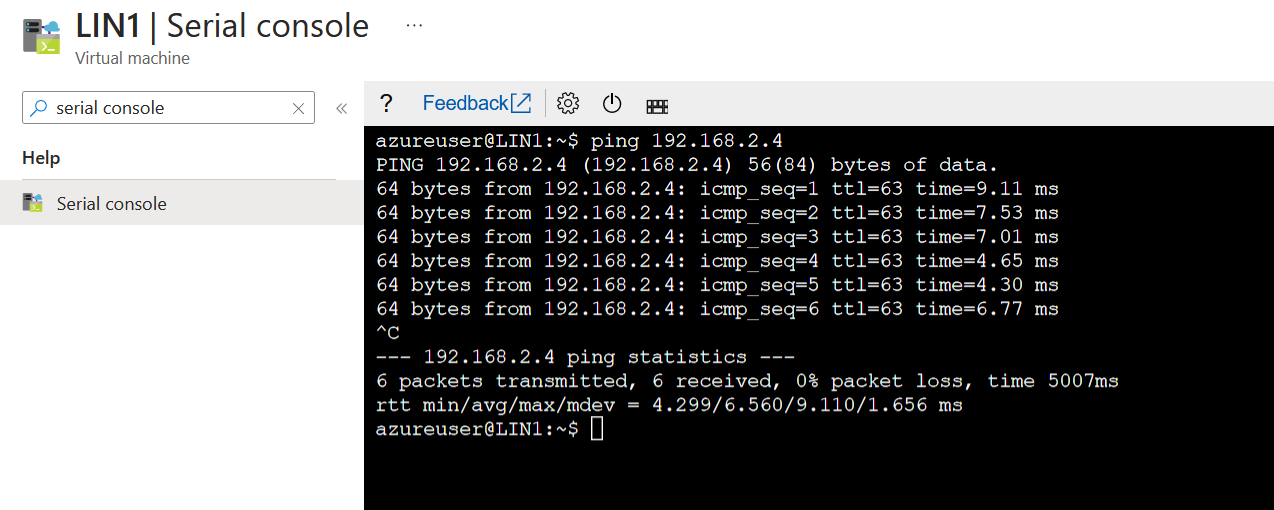 LIN1 | Serial console ...
Virtual machine
serial console
«
Help
Serial console
? Feedback
azureuser@LIN1:~$ ping 192.168.2.4
PING 192.168.2.4 (192.168.2.4) 56(84) bytes of data.
64 bytes from 192.168.2.4: icmp_seq=1 ttl=63 time=9.11 ms
64 bytes from 192.168.2.4: icmp_seq=2 ttl=63 time=7.53 ms
64 bytes from 192.168.2.4: icmp_seq=3 ttl=63 time=7.01 ms
64 bytes from 192.168.2.4: icmp_seq=4 ttl=63 time=4.65 ms
64 bytes from 192.168.2.4: icmp_seq=5 ttl=63 time=4.30 ms
64 bytes from 192.168.2.4: icmp_seq=6 ttl=63 time=6.77 ms
^C
--- 192.168.2.4 ping statistics ---
6 packets transmitted, 6 received, 0% packet loss, time 5007ms
rtt min/avg/max/mdev = 4.299/6.560/9.110/1.656 ms
azureuser@LIN1:~$